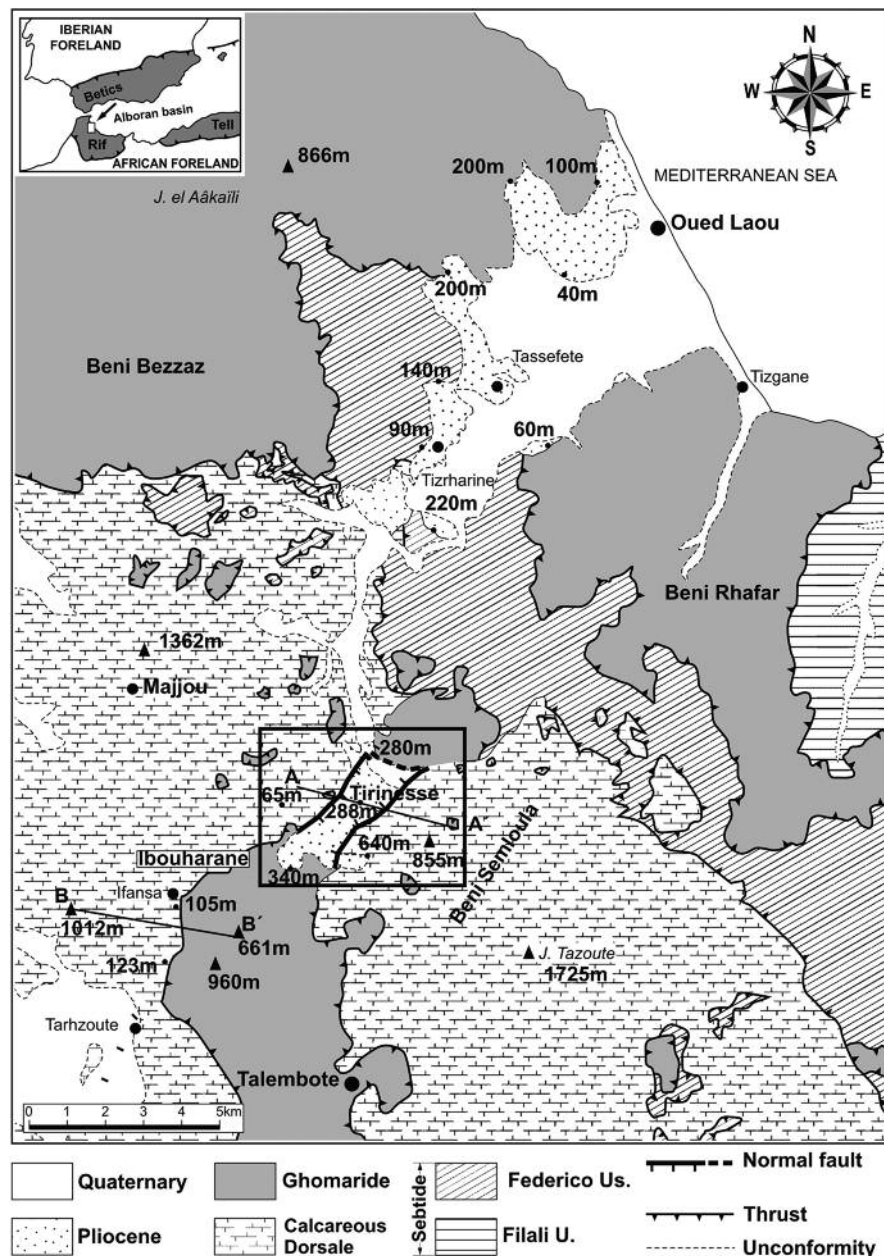 IBERIAN
FORELAND
Betics
Alboran basin
Tell
Rif
AFRICAN FORELAND
N
W
E
S
866m
J. el Aâkaïli
200m
100m
MEDITERRANEAN SEA
Oued Laou
200m
40m
Beni Bezzaz
140m
Tassefete
Tizgane
90m
60m
Tizrharine
220m
Beni Rhafar
1362m
Majjou
280m
A
65m
Tirinesse
288m
A
640m
855m
Ibouharane
340m
Beni Semloula
Ifansa
B
105m
1012m
B´
661m
123m
960m
J. Tazoute
1725m
Tarhzoute
Talembote
0 1 2 3 4 5km
Quaternary
Ghomaride
Sebtide
Federico Us.
Normal fault
Pliocene
Calcareous
Dorsale
Filali U.
Thrust
Unconformity